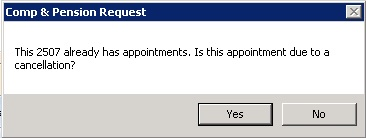 Comp & Pension Request
This 2507 already has appointments. Is this appointment due to a
cancellation?
Yes
No